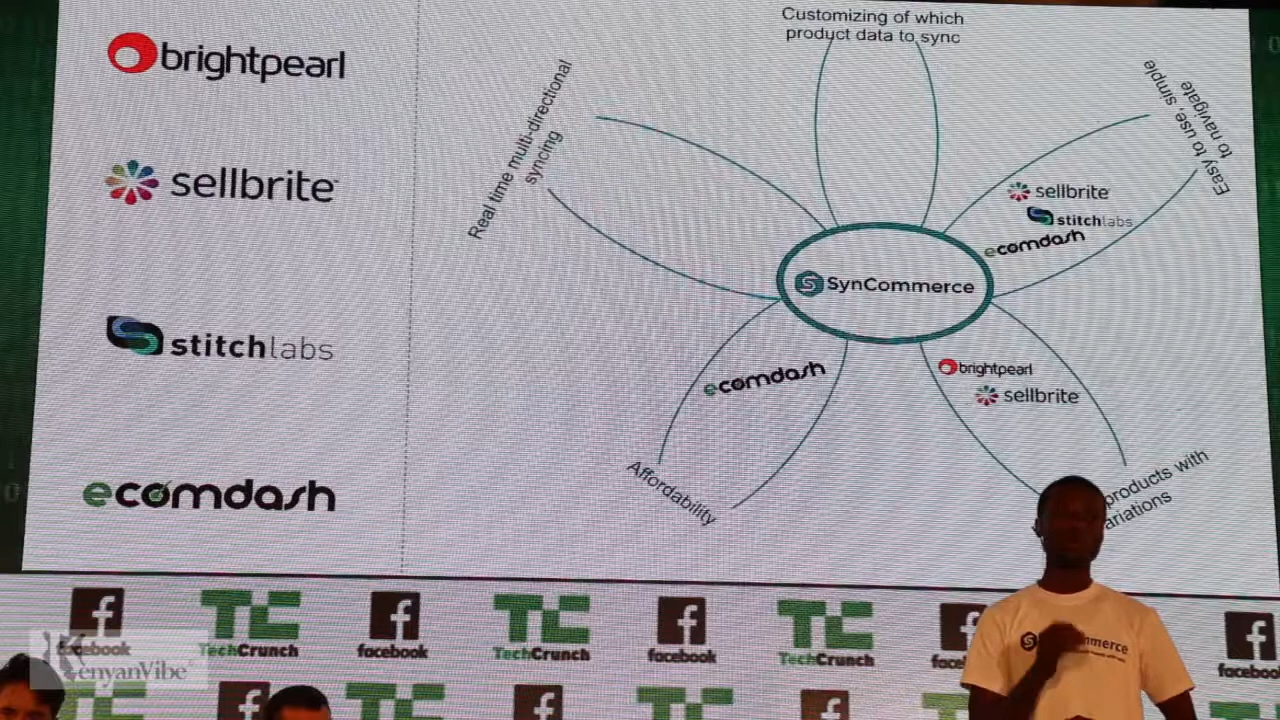 brightpearl
sellbrite
stitchlabs
ecomdash
Customizing of which
product data to sync
Real time multi-directional
syncing
Easy to use, simple
to navigate
sellbrite
stitchlabs
ecomdash
SynCommerce
ecomdash
brightpearl
sellbrite
Affordability
products with
ariations
facebook
TechCrunch
facebook
TechCrunch
facebook
TechCrunch
face
facebook
KenyanVibe
mmerce